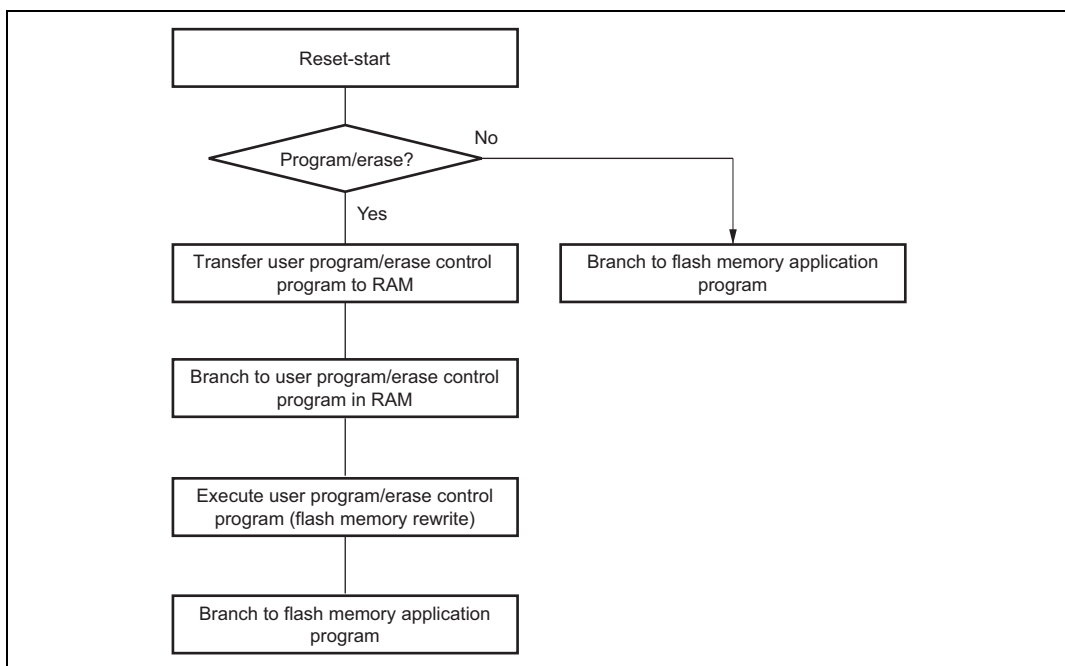 Reset-start
Program/erase?
No
Yes
Transfer user program/erase control
program to RAM
Branch to flash memory application
program
Branch to user program/erase control
program in RAM
Execute user program/erase control
program (flash memory rewrite)
Branch to flash memory application
program